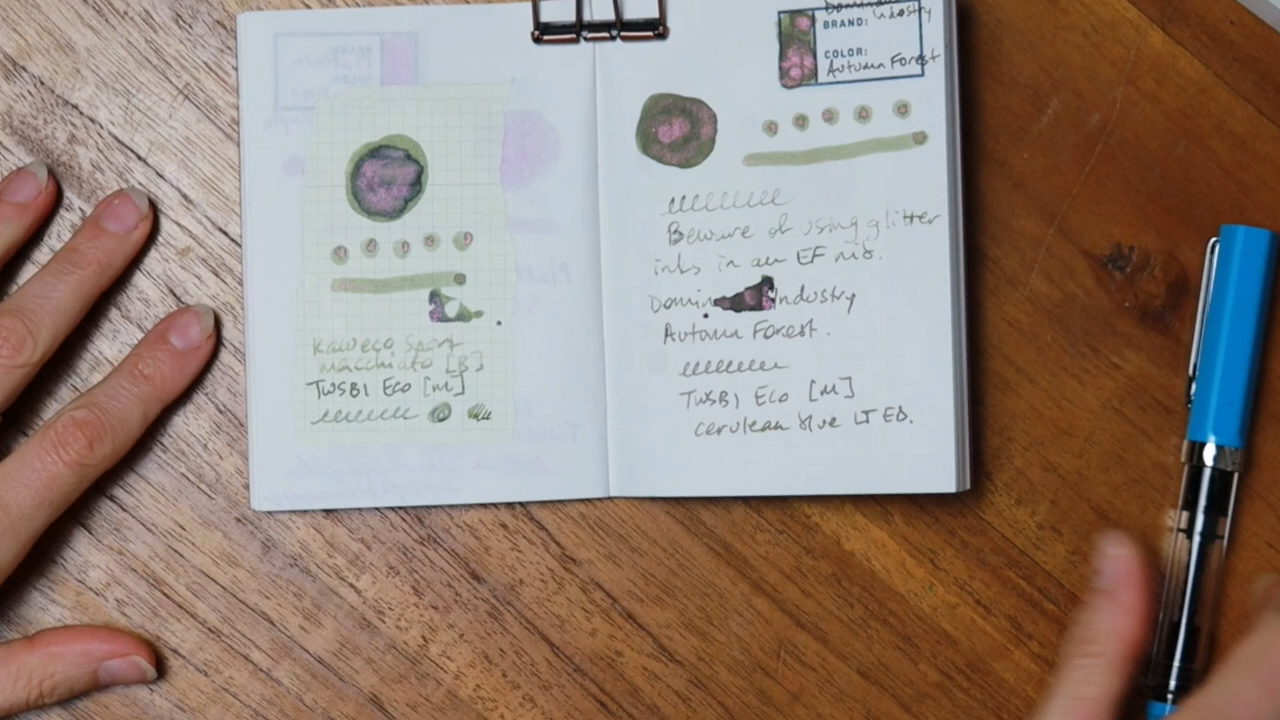 Kaweco Sport
macchiato [B]
TWSBI Eco [M]
Dominant Industry
BRAND:
COLOR:
Autumn Forest
Beware of using glitter
inks in an EF nib.
Industry
Autumn Forest.
TWSBI Eco [M]
cerulean blue LT ED.